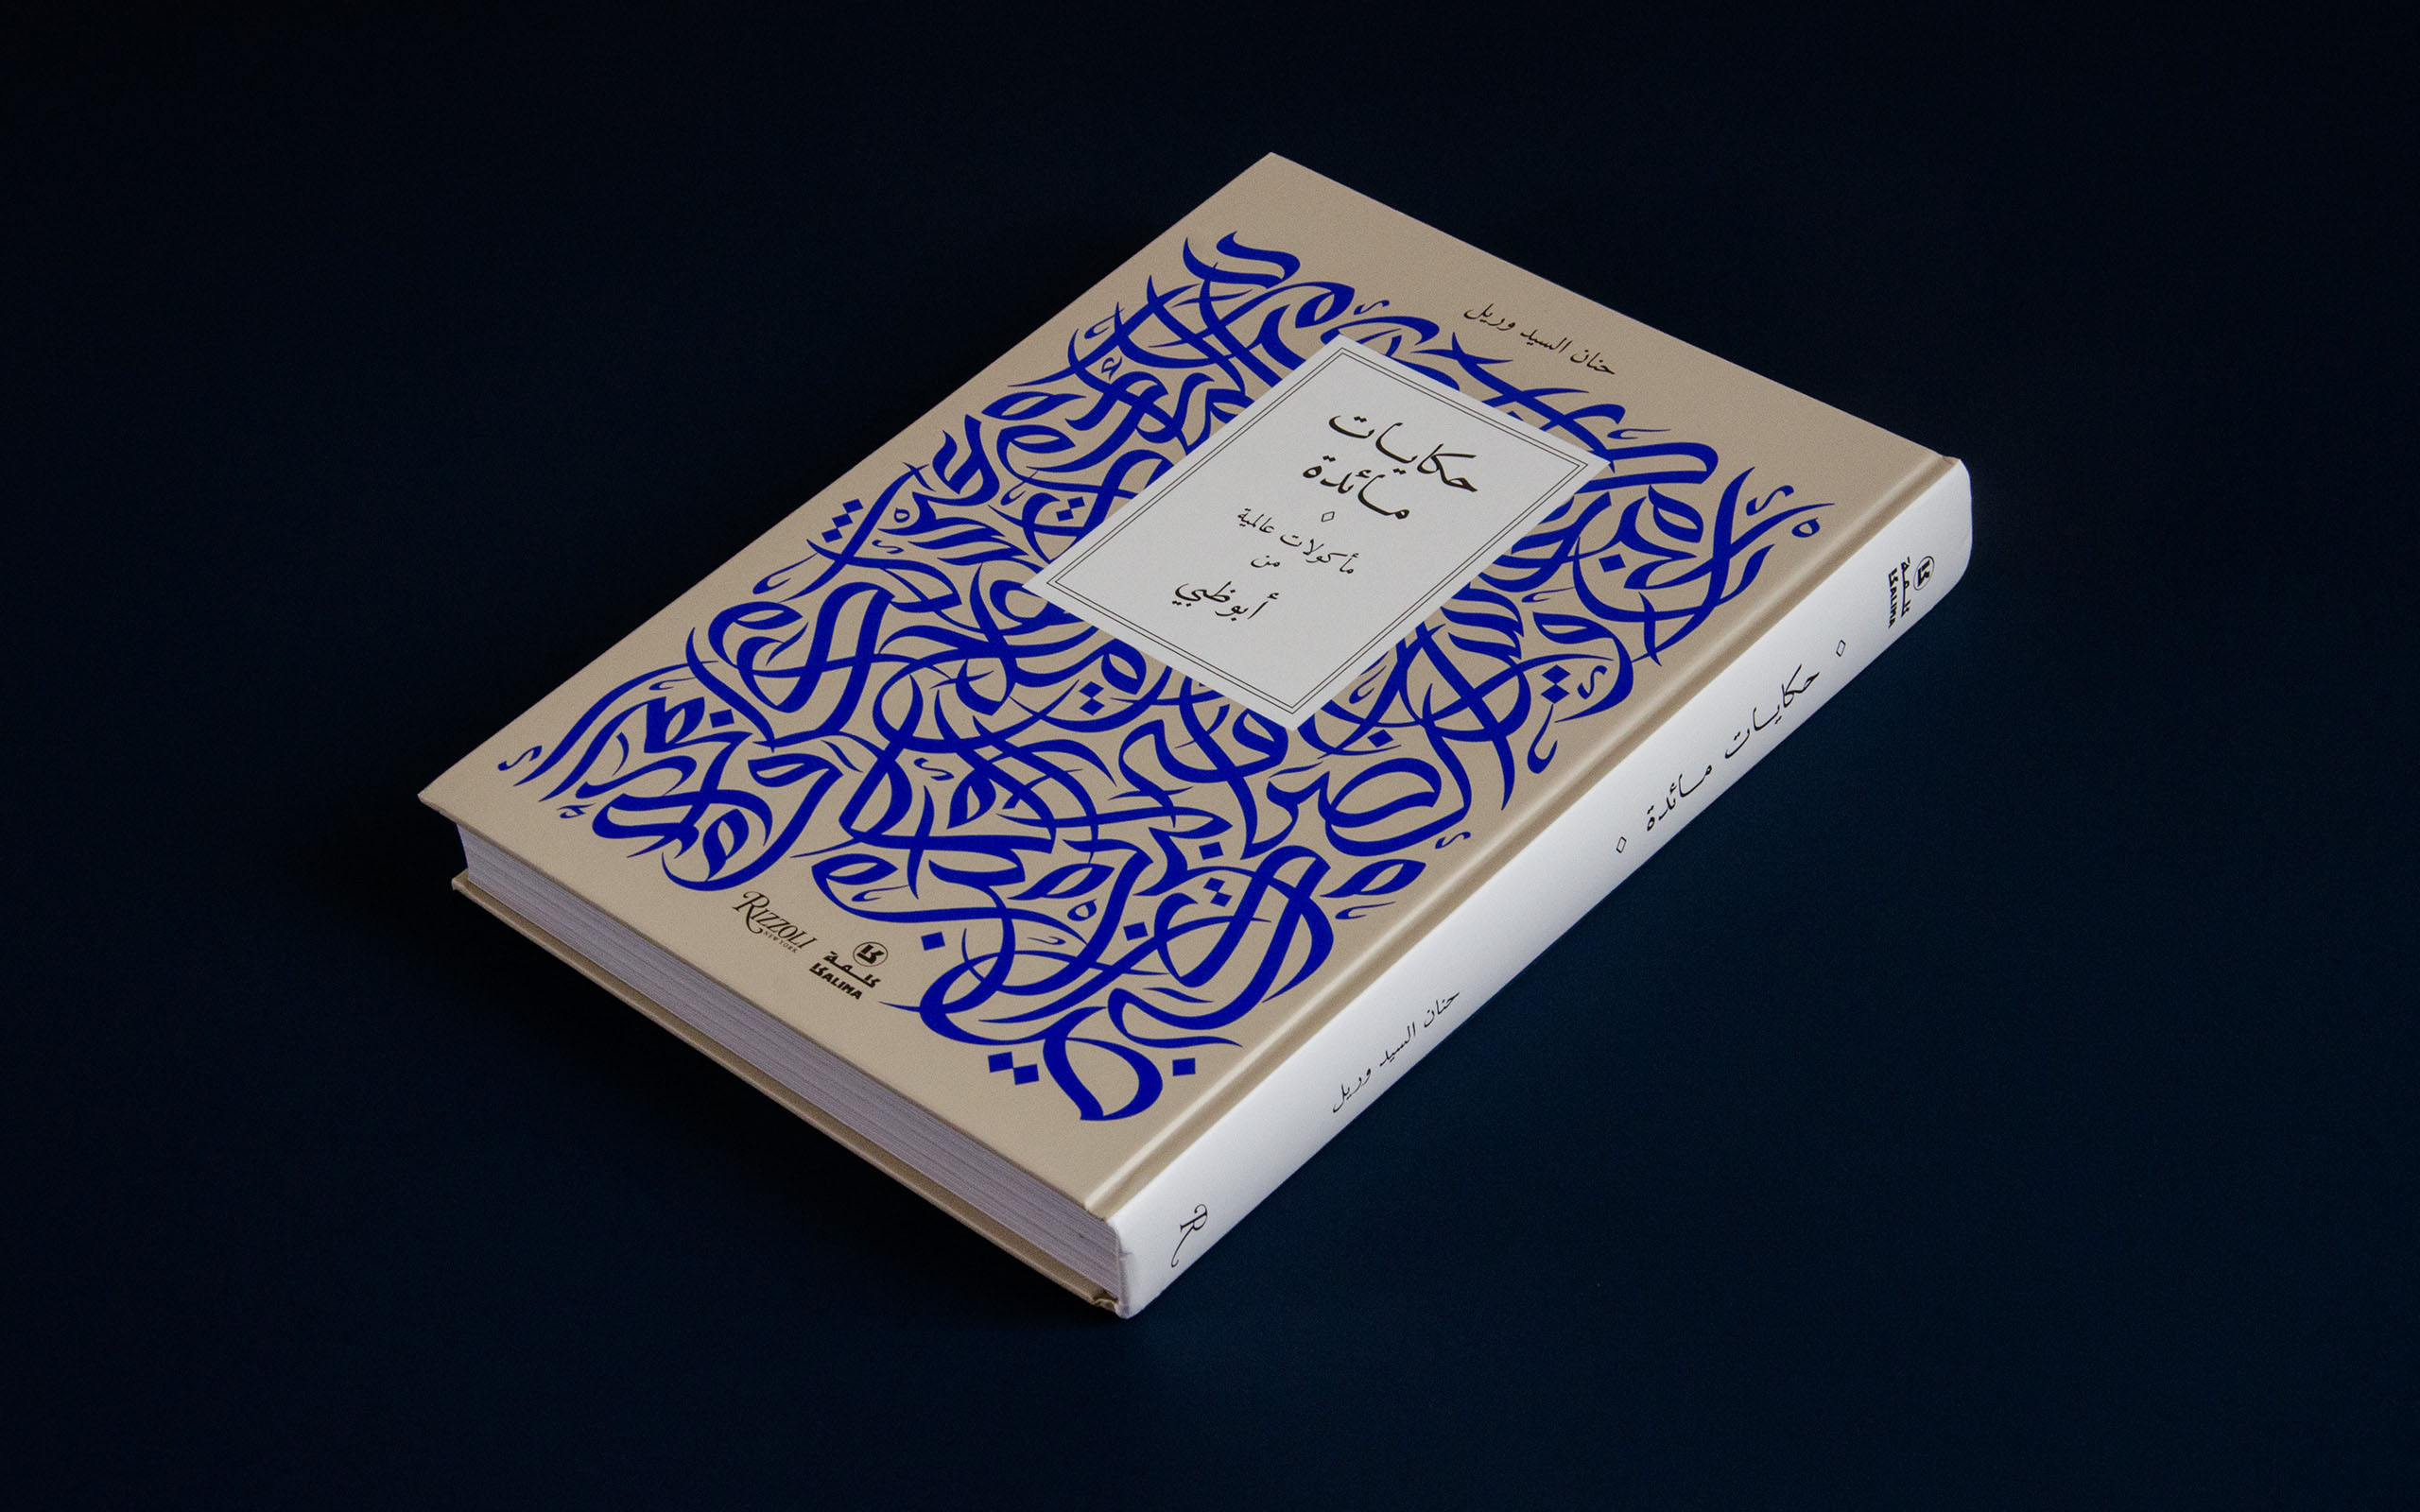 حنان السيد وريل
حكايات
مائدة
مأكولات عالمية
من
أبوظبي
RIZZOLI
NEW YORK
كلمة
KALIMA
كلمة
KALIMA
حكايات مائدة
حنان السيد وريل
R